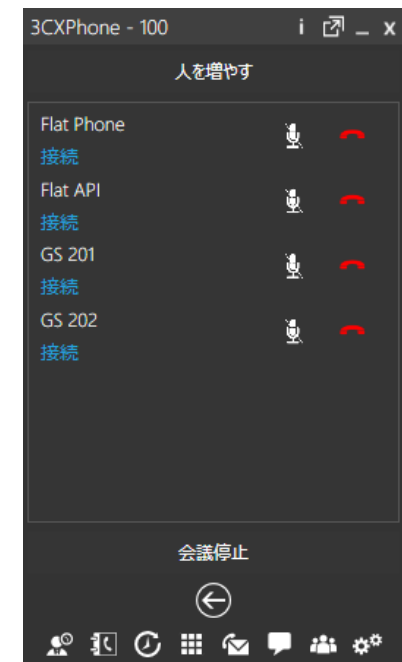 3CXPhone - 100
人を増やす
Flat Phone
接続
Flat API
接続
GS 201
接続
GS 202
接続
会議停止